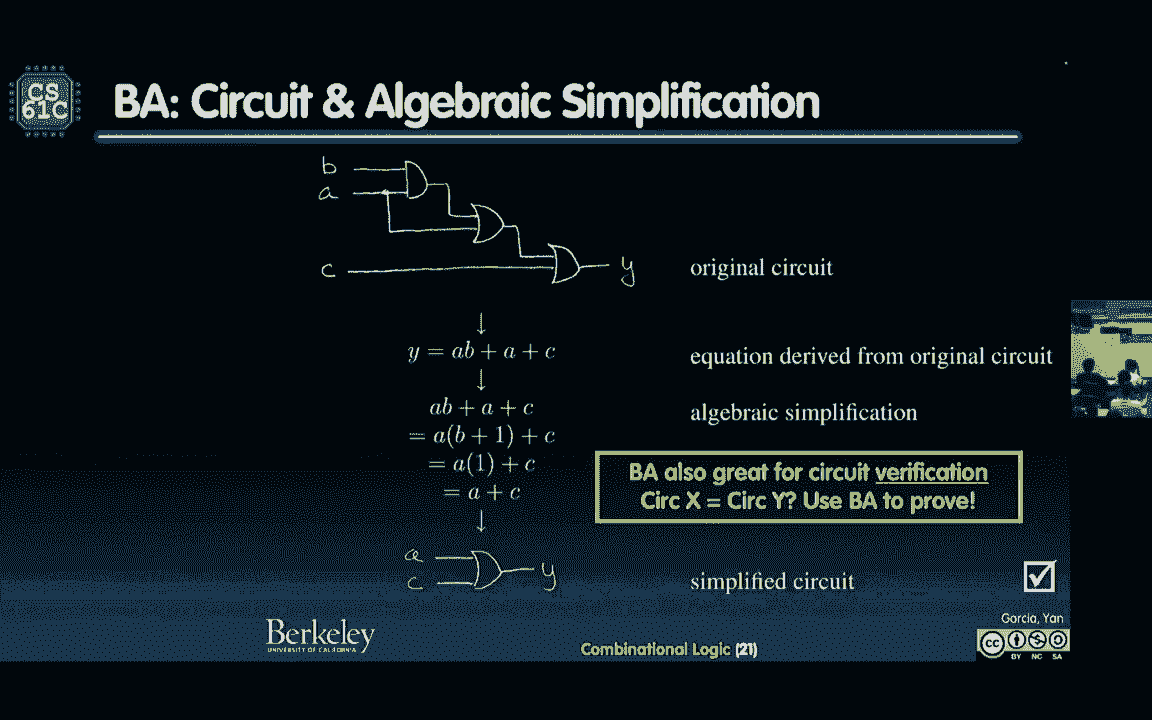 CS
61C
BA: Circuit & Algebraic Simplification
b
a
c
y
original circuit
y = ab + a + c
equation derived from original circuit
ab + a + c
algebraic simplification
= a(b + 1) + c
= a(1) + c
= a + c
BA also great for circuit verification
Circ X = Circ Y? Use BA to prove!
a
c
y
simplified circuit
Berkeley
UNIVERSITY OF CALIFORNIA
Combinational Logic (21)
Garcia, Yan
cc
BY NC SA